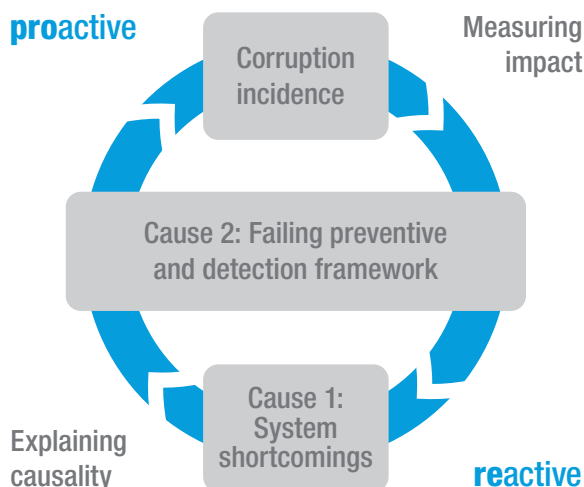 proactive
Measuring
impact
Corruption
incidence
Cause 2: Failing preventive
and detection framework
Cause 1:
System
shortcomings
Explaining
causality
reactive